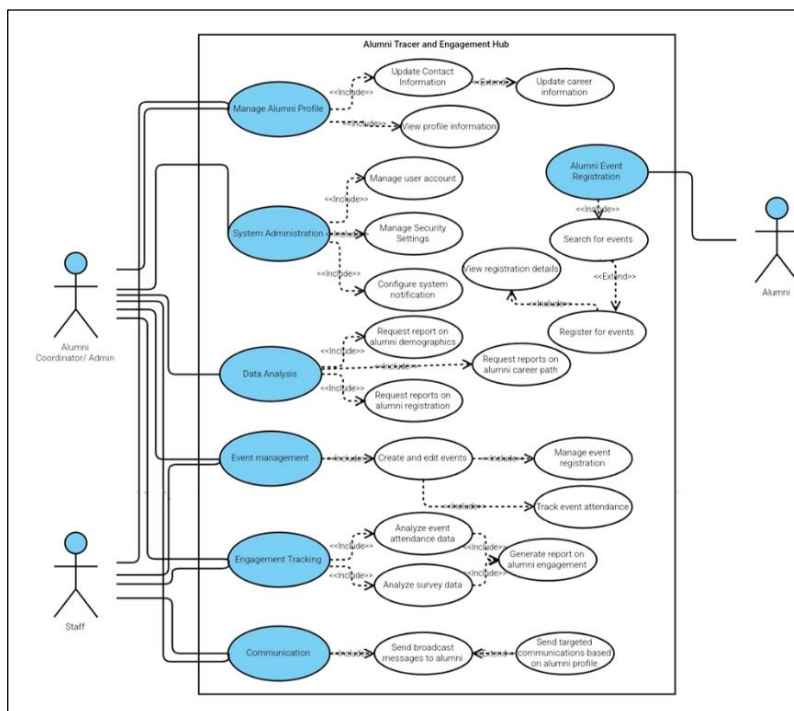 Alumni Tracer and Engagement Hub
Update Contact
Information
<<Extend>>
Update career
information
<<Include>>
Manage Alumni Profile
<<Include>>
View profile information
Alumni Event
Registration
Manage user account
<<Include>>
<<Include>>
System Administration
<<Include>>
Manage Security
Settings
Search for events
View registration details
<<Extend>>
<<Include>>
Configure system
notification
<<Include>>
Register for events
Alumni
Coordinator/ Admin
Alumni
Request report on
alumni demographics
<<Include>>
Request reports on
alumni career path
Data Analysis
<<Include>>
<<Include>>
Request reports on
alumni registration
Event management
<<Include>>
Create and edit events
<<Include>>
Manage event
registration
<<Include>>
Track event attendance
Analyze event
attendance data
<<Include>>
<<Include>>
Engagement Tracking
Generate report on
alumni engagement
<<Include>>
<<Include>>
Analyze survey data
Staff
Communication
<<Include>>
Send broadcast
messages to alumni
<<Extend>>
Send targeted
communications based
on alumni profile